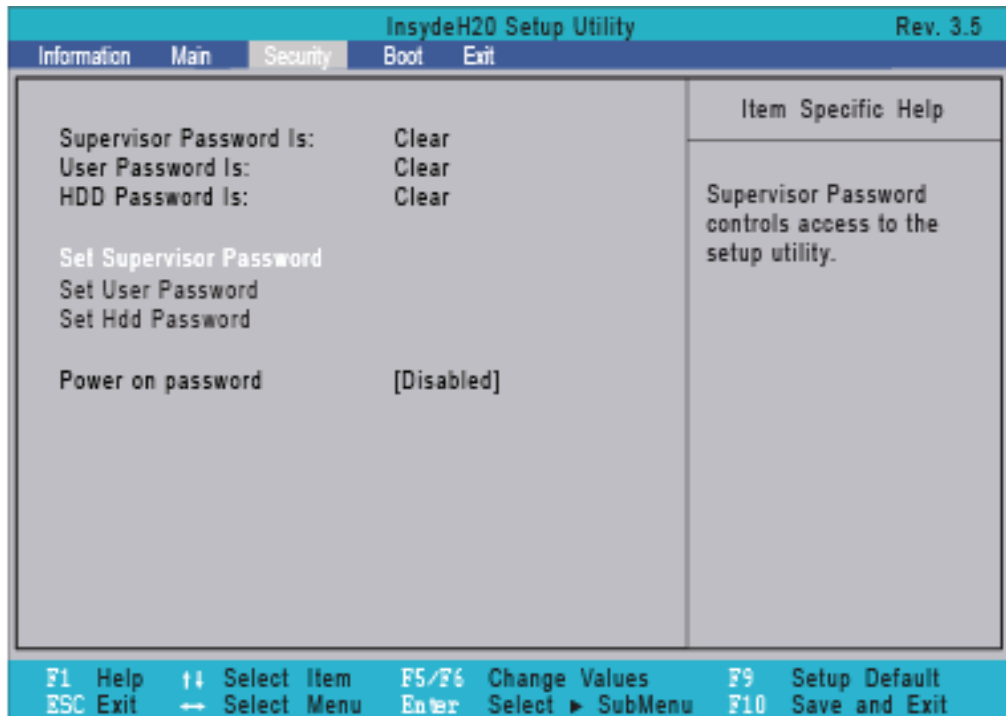 InsydeH20 Setup Utility Rev. 3.5
Information Main Security Boot Exit
Item Specific Help
Supervisor Password Is: Clear
User Password Is: Clear
HDD Password Is: Clear
Supervisor Password
controls access to the
setup utility.
Set Supervisor Password
Set User Password
Set Hdd Password
Power on password [Disabled]
F1 Help ↑↓ Select Item F5/F6 Change Values F9 Setup Default
ESC Exit ↔ Select Menu Enter Select ► SubMenu F10 Save and Exit